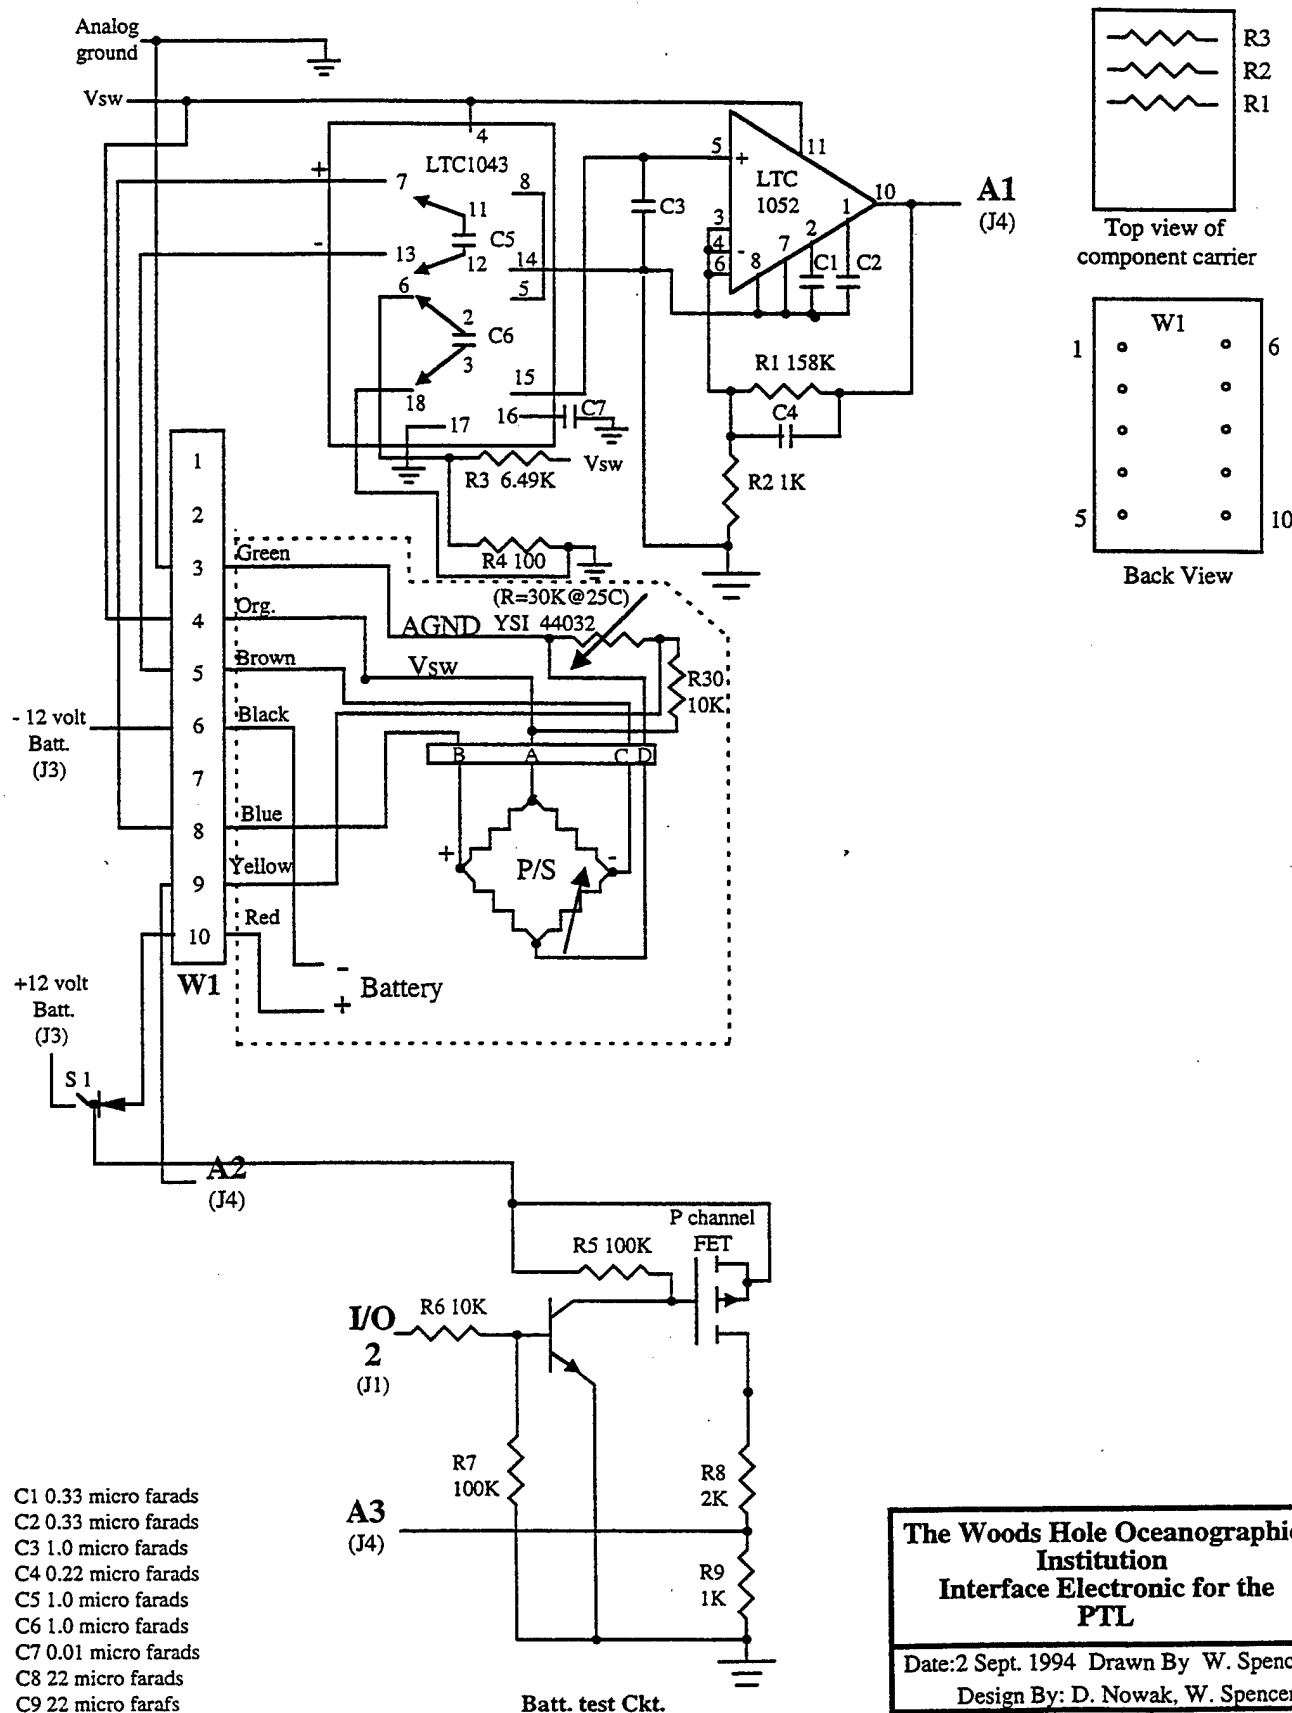 Analog
ground
Vsw
4
LTC1043
+
7
8
11
C5
-
13
12
14
6
5
2
C6
3
15
18
16
C7
17
Vsw
R3 6.49K
R4 100
5
+
LTC
1052
11
10
A1
(J4)
C3
3
4
-
6
8
7
2
1
C1
C2
R1 158K
C4
R2 1K
R3
R2
R1
Top view of
component carrier
W1
1
6
5
10
Back View
1
2
3
4
5
6
7
8
9
10
W1
Green
Org.
Brown
Black
Blue
Yellow
Red
- 12 volt
Batt.
(J3)
(R=30K@25C)
AGND
YSI 44032
Vsw
R30
10K
B
A
C
D
+
P/S
-
-
Battery
+
+12 volt
Batt.
(J3)
S 1
A2
(J4)
P channel
FET
R5 100K
I/O
2
(J1)
R6 10K
R7
100K
R8
2K
A3
(J4)
R9
1K
Batt. test Ckt.
C1 0.33 micro farads
C2 0.33 micro farads
C3 1.0 micro farads
C4 0.22 micro farads
C5 1.0 micro farads
C6 1.0 micro farads
C7 0.01 micro farads
C8 22 micro farads
C9 22 micro farafs
The Woods Hole Oceanographic
Institution
Interface Electronic for the
PTL
Date:2 Sept. 1994 Drawn By W. Spenc
Design By: D. Nowak, W. Spencer